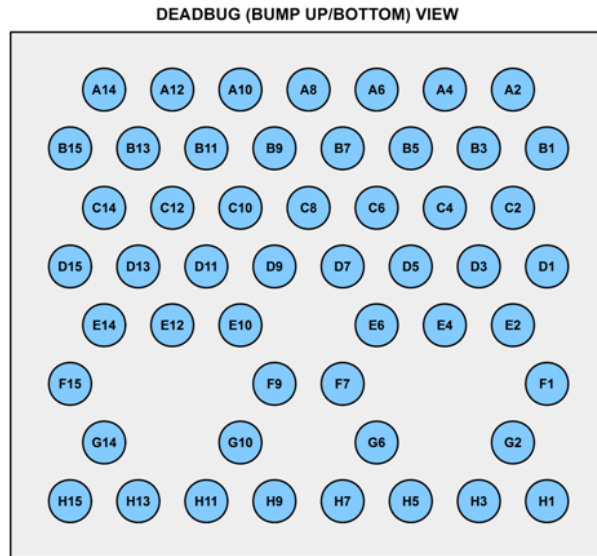 DEADBUG (BUMP UP/BOTTOM) VIEW
A14 A12 A10 A8 A6 A4 A2
B15 B13 B11 B9 B7 B5 B3 B1
C14 C12 C10 C8 C6 C4 C2
D15 D13 D11 D9 D7 D5 D3 D1
E14 E12 E10 E6 E4 E2
F15 F9 F7 F1
G14 G10 G6 G2
H15 H13 H11 H9 H7 H5 H3 H1